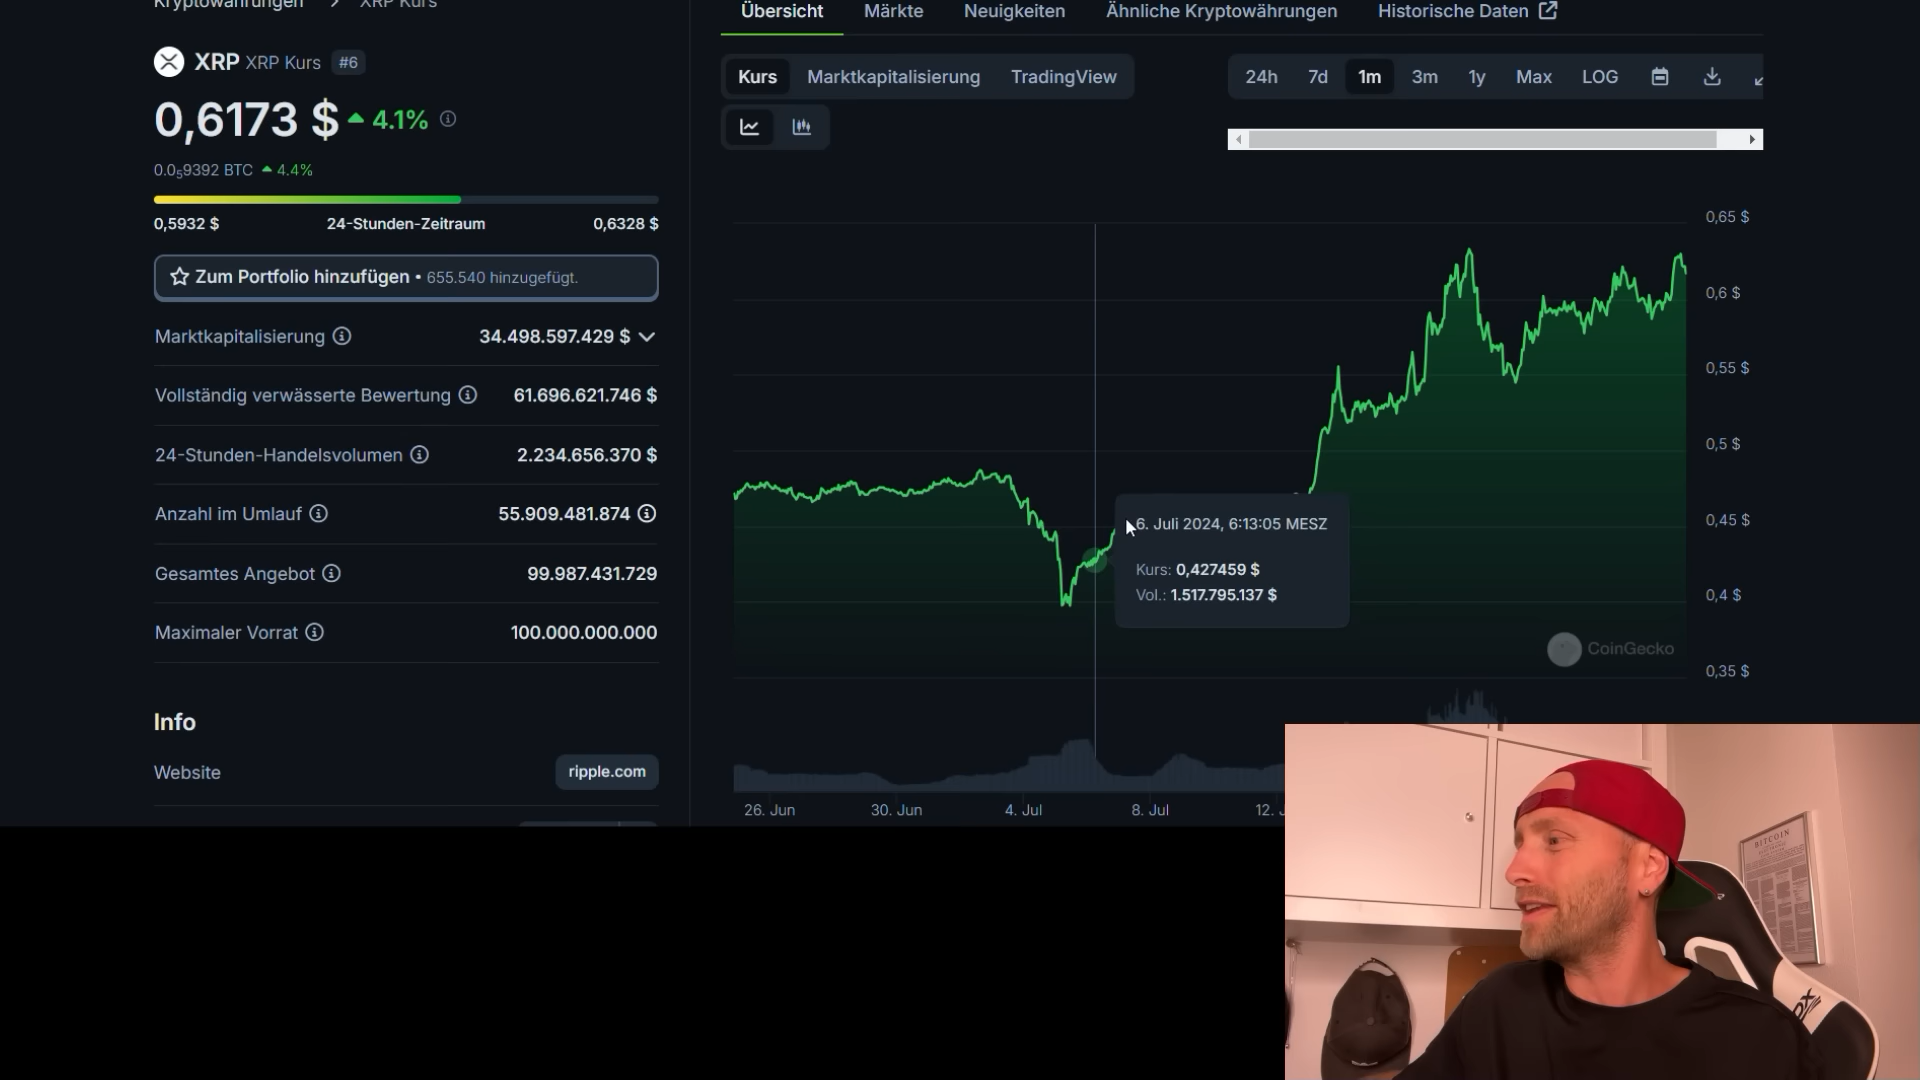 Kryptowährungen > XRP Kurs
XRP XRP Kurs #6
0,6173 $ 4.1%
0.0₅9392 BTC 4.4%
0,5932 $ 24-Stunden-Zeitraum 0,6328 $
Zum Portfolio hinzufügen • 655.540 hinzugefügt.
Marktkapitalisierung 34.498.597.429 $
Vollständig verwässerte Bewertung 61.696.621.746 $
24-Stunden-Handelsvolumen 2.234.656.370 $
Anzahl im Umlauf 55.909.481.874
Gesamtes Angebot 99.987.431.729
Maximaler Vorrat 100.000.000.000
Info
Website ripple.com
Übersicht Märkte Neuigkeiten Ähnliche Kryptowährungen Historische Daten
Kurs Marktkapitalisierung TradingView
24h 7d 1m 3m 1y Max LOG
0,65 $
0,6 $
0,55 $
0,5 $
0,45 $
0,4 $
0,35 $
6. Juli 2024, 6:13:05 MESZ
Kurs: 0,427459 $
Vol.: 1.517.795.137 $
CoinGecko
26. Jun 30. Jun 4. Jul 8. Jul 12.
BITCOIN